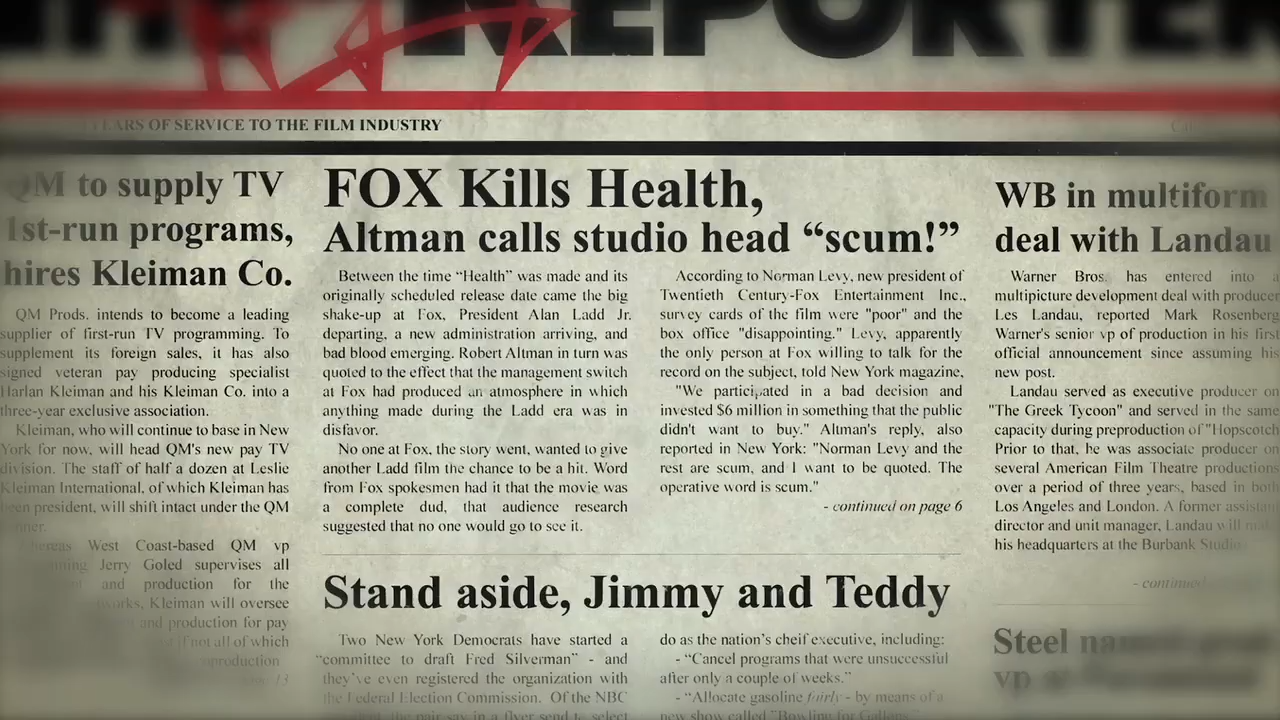 REPORTER
YEARS OF SERVICE TO THE FILM INDUSTRY
QM to supply TV
1st-run programs,
hires Kleiman Co.
QM Prods. intends to become a leading
supplier of first-run TV programming. To
supplement its foreign sales, it has also
signed veteran pay producing specialist
Harlan Kleiman and his Kleiman Co. into a
three-year exclusive association.
Kleiman, who will continue to base in New
York for now, will head QM's new pay TV
division. The staff of half a dozen at Leslie
Kleiman International, of which Kleiman has
been president, will shift intact under the QM
Whereas West Coast-based QM vp
Jerry Goled supervises all
and production for the
Kleiman will oversee
and production for pay
if not all of which
FOX Kills Health,
Altman calls studio head “scum!”
Between the time “Health” was made and its
originally scheduled release date came the big
shake-up at Fox, President Alan Ladd Jr.
departing, a new administration arriving, and
bad blood emerging. Robert Altman in turn was
quoted to the effect that the management switch
at Fox had produced an atmosphere in which
anything made during the Ladd era was in
disfavor.
No one at Fox, the story went, wanted to give
another Ladd film the chance to be a hit. Word
from Fox spokesmen had it that the movie was
a complete dud, that audience research
suggested that no one would go to see it.
According to Norman Levy, new president of
Twentieth Century-Fox Entertainment Inc.,
survey cards of the film were "poor" and the
box office "disappointing." Levy, apparently
the only person at Fox willing to talk for the
record on the subject, told New York magazine,
"We participated in a bad decision and
invested $6 million in something that the public
didn't want to buy." Altman's reply, also
reported in New York: "Norman Levy and the
rest are scum, and I want to be quoted. The
operative word is scum."
- continued on page 6
Stand aside, Jimmy and Teddy
Two New York Democrats have started a
“committee to draft Fred Silverman” - and
they've even registered the organization with
the Federal Election Commission. Of the NBC
the pair say in a flyer send to select
do as the nation’s cheif executive, including:
- “Cancel programs that were unsuccessful
after only a couple of weeks.”
- “Allocate gasoline fairly - by means of a
new show called “Bowling for Gallons.”
WB in multiform
deal with Landau
Warner Bros. has entered into a
multipicture development deal with producer
Les Landau, reported Mark Rosenberg
Warner's senior vp of production in his first
official announcement since assuming his
new post.
Landau served as executive producer on
"The Greek Tycoon" and served in the same
capacity during preproduction of "Hopscotch
Prior to that, he was associate producer on
several American Film Theatre productions
over a period of three years, based in both
Los Angeles and London. A former assistant
director and unit manager, Landau will make
his headquarters at the Burbank Studio
- continued
Steel named
vp